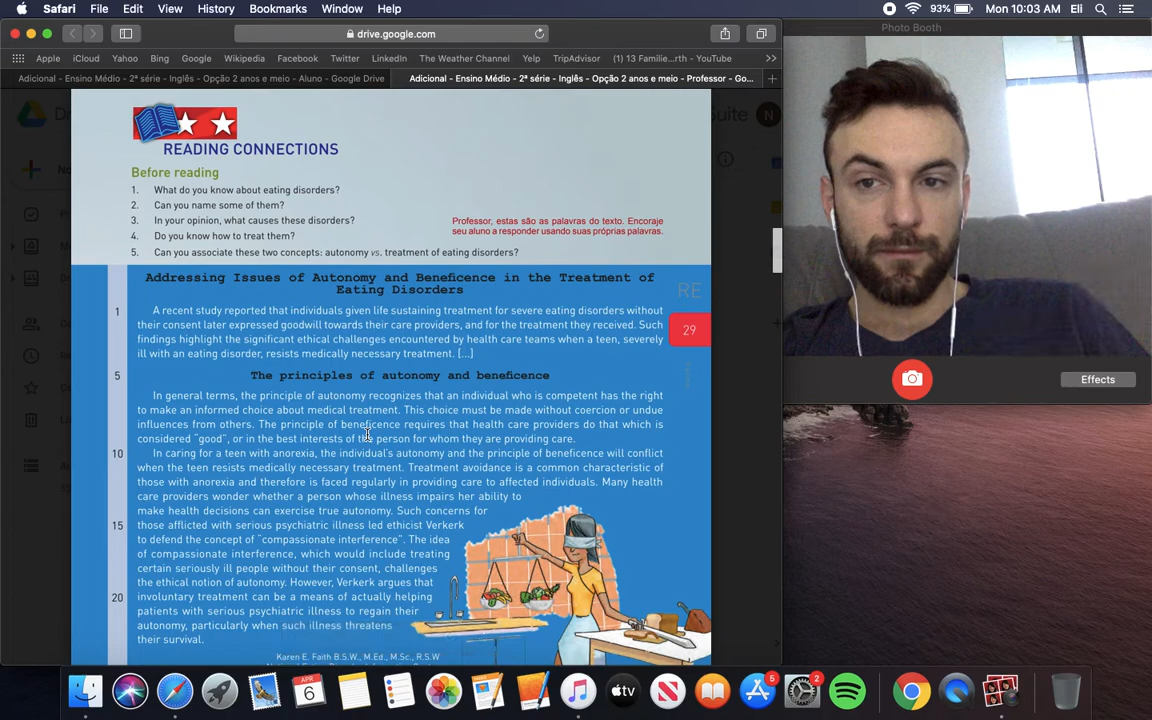 Safari File Edit View History Bookmarks Window Help
93% Mon 10:03 AM Eli
Photo Booth
drive.google.com
Apple iCloud Yahoo Bing Google Wikipedia Facebook Twitter LinkedIn The Weather Channel Yelp TripAdvisor (1) 13 Familie...rth - YouTube
Adicional - Ensino Médio - 2ª série - Inglês - Opção 2 anos e meio - Aluno - Google Drive
Adicional - Ensino Médio - 2ª série - Inglês - Opção 2 anos e meio - Professor - Go...
READING CONNECTIONS
Before reading
1. What do you know about eating disorders?
2. Can you name some of them?
3. In your opinion, what causes these disorders?
4. Do you know how to treat them?
5. Can you associate these two concepts: autonomy vs. treatment of eating disorders?
Professor, estas são as palavras do texto. Encoraje
seu aluno a responder usando suas próprias palavras.
Addressing Issues of Autonomy and Beneficence in the Treatment of
Eating Disorders
1 A recent study reported that individuals given life sustaining treatment for severe eating disorders without
their consent later expressed goodwill towards their care providers, and for the treatment they received. Such
findings highlight the significant ethical challenges encountered by health care teams when a teen, severely
ill with an eating disorder, resists medically necessary treatment. [...]
RE
29
5 The principles of autonomy and beneficence
In general terms, the principle of autonomy recognizes that an individual who is competent has the right
to make an informed choice about medical treatment. This choice must be made without coercion or undue
influences from others. The principle of beneficence requires that health care providers do that which is
considered "good", or in the best interests of the person for whom they are providing care.
10 In caring for a teen with anorexia, the individual's autonomy and the principle of beneficence will conflict
when the teen resists medically necessary treatment. Treatment avoidance is a common characteristic of
those with anorexia and therefore is faced regularly in providing care to affected individuals. Many health
care providers wonder whether a person whose illness impairs her ability to
make health decisions can exercise true autonomy. Such concerns for
15 those afflicted with serious psychiatric illness led ethicist Verkerk
to defend the concept of "compassionate interference". The idea
of compassionate interference, which would include treating
certain seriously ill people without their consent, challenges
the ethical notion of autonomy. However, Verkerk argues that
20 involuntary treatment can be a means of actually helping
patients with serious psychiatric illness to regain their
autonomy, particularly when such illness threatens
their survival.
Karen E. Faith B.S.W., M.Ed., M.Sc., R.S.W
Suite
N
Effects
APR
6
tv
5
2